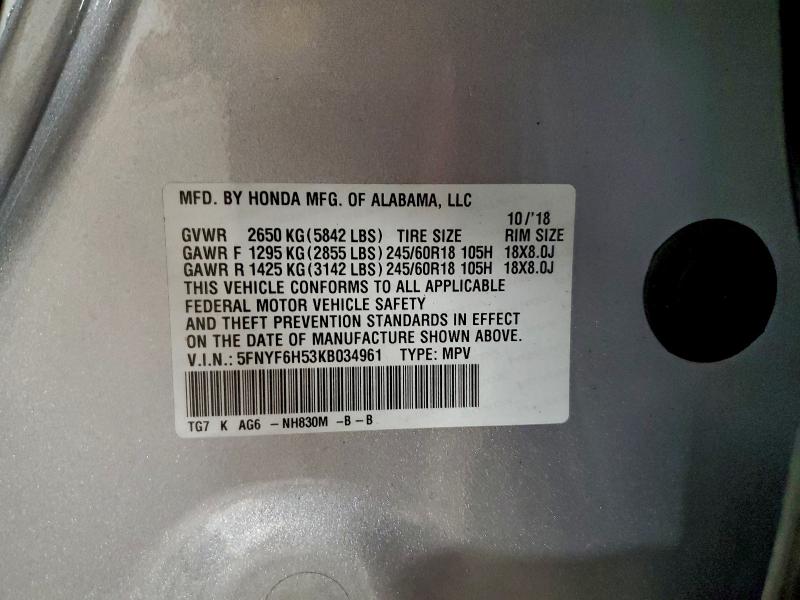 MFD. BY HONDA MFG. OF ALABAMA, LLC
10/'18
GVWR 2650 KG (5842 LBS) TIRE SIZE RIM SIZE
GAWR F 1295 KG (2855 LBS) 245/60R18 105H 18X8.0J
GAWR R 1425 KG (3142 LBS) 245/60R18 105H 18X8.0J
THIS VEHICLE CONFORMS TO ALL APPLICABLE
FEDERAL MOTOR VEHICLE SAFETY
AND THEFT PREVENTION STANDARDS IN EFFECT
ON THE DATE OF MANUFACTURE SHOWN ABOVE.
V.I.N.: 5FNYF6H53KB034961 TYPE: MPV
TG7 K AG6 -NH830M -B-B